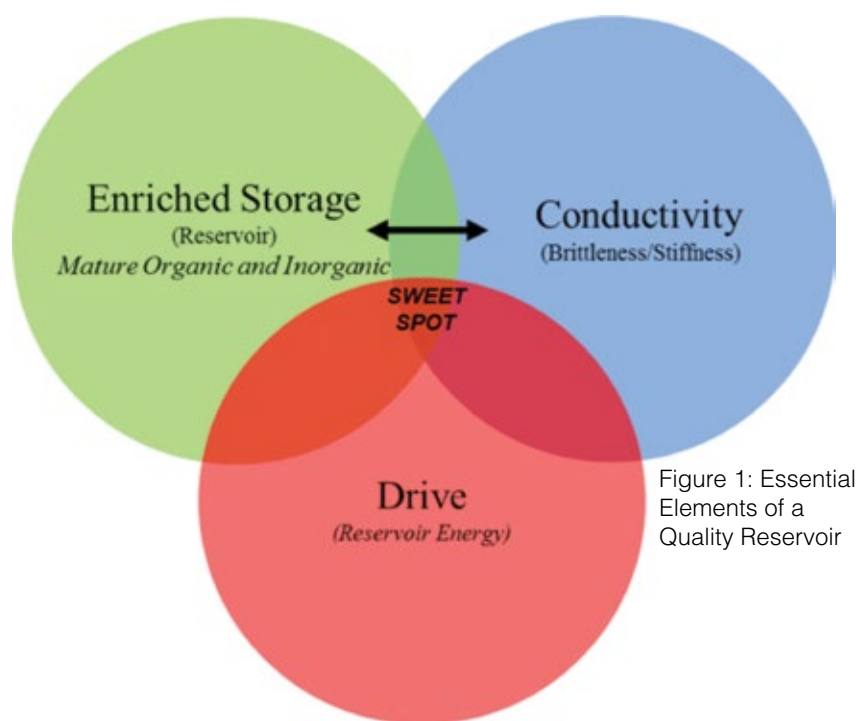 Enriched Storage
(Reservoir)
Mature Organic and Inorganic
Conductivity
(Brittleness/Stiffness)
SWEET
SPOT
Drive
(Reservoir Energy)
Figure 1: Essential
Elements of a
Quality Reservoir